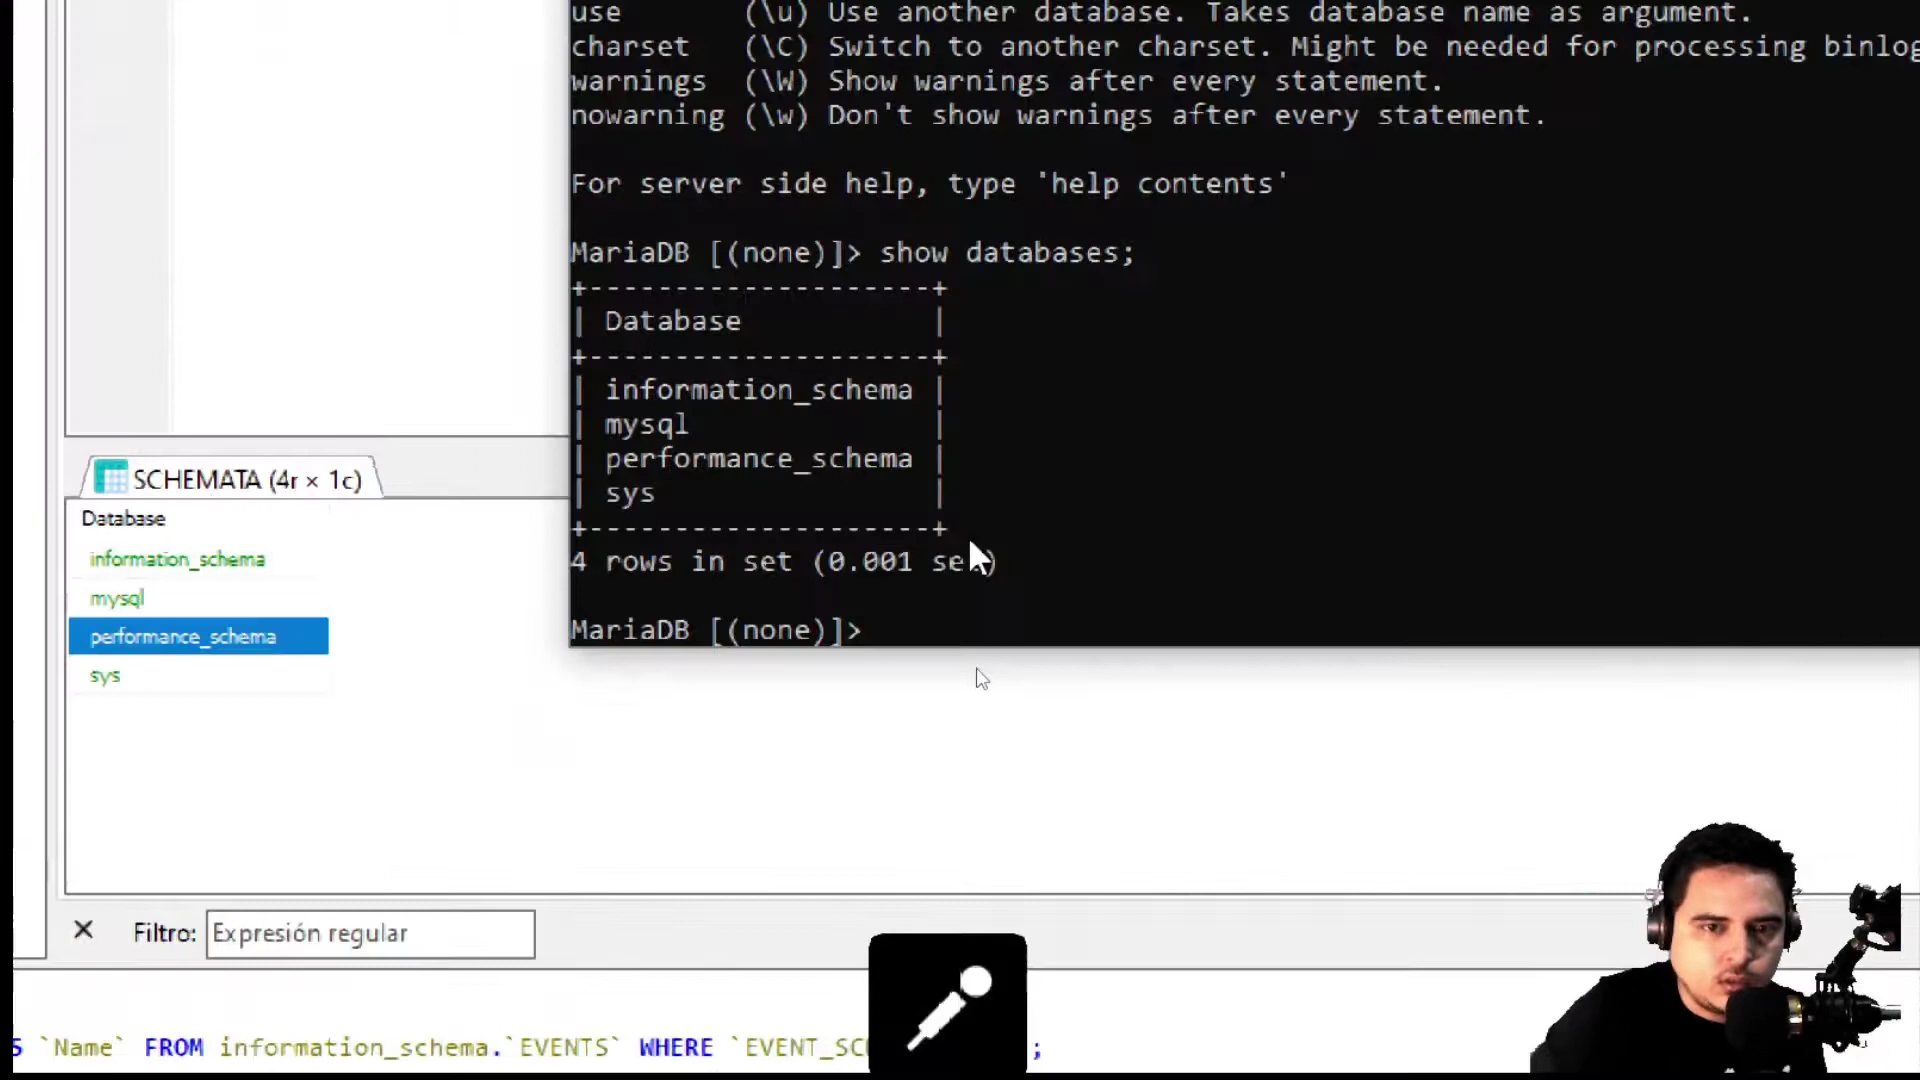 use (\u) Use another database. Takes database name as argument.
charset (\C) Switch to another charset. Might be needed for processing binlog
warnings (\W) Show warnings after every statement.
nowarning (\w) Don't show warnings after every statement.
For server side help, type 'help contents'
MariaDB [(none)]> show databases;
+--------------------+
| Database |
+--------------------+
| information_schema |
| mysql |
| performance_schema |
| sys |
+--------------------+
4 rows in set (0.001 se
MariaDB [(none)]>
SCHEMATA (4r × 1c)
Database
information_schema
mysql
performance_schema
sys
Filtro: Expresión regular
`Name` FROM information_schema.`EVENTS` WHERE `EVENT_SC ;